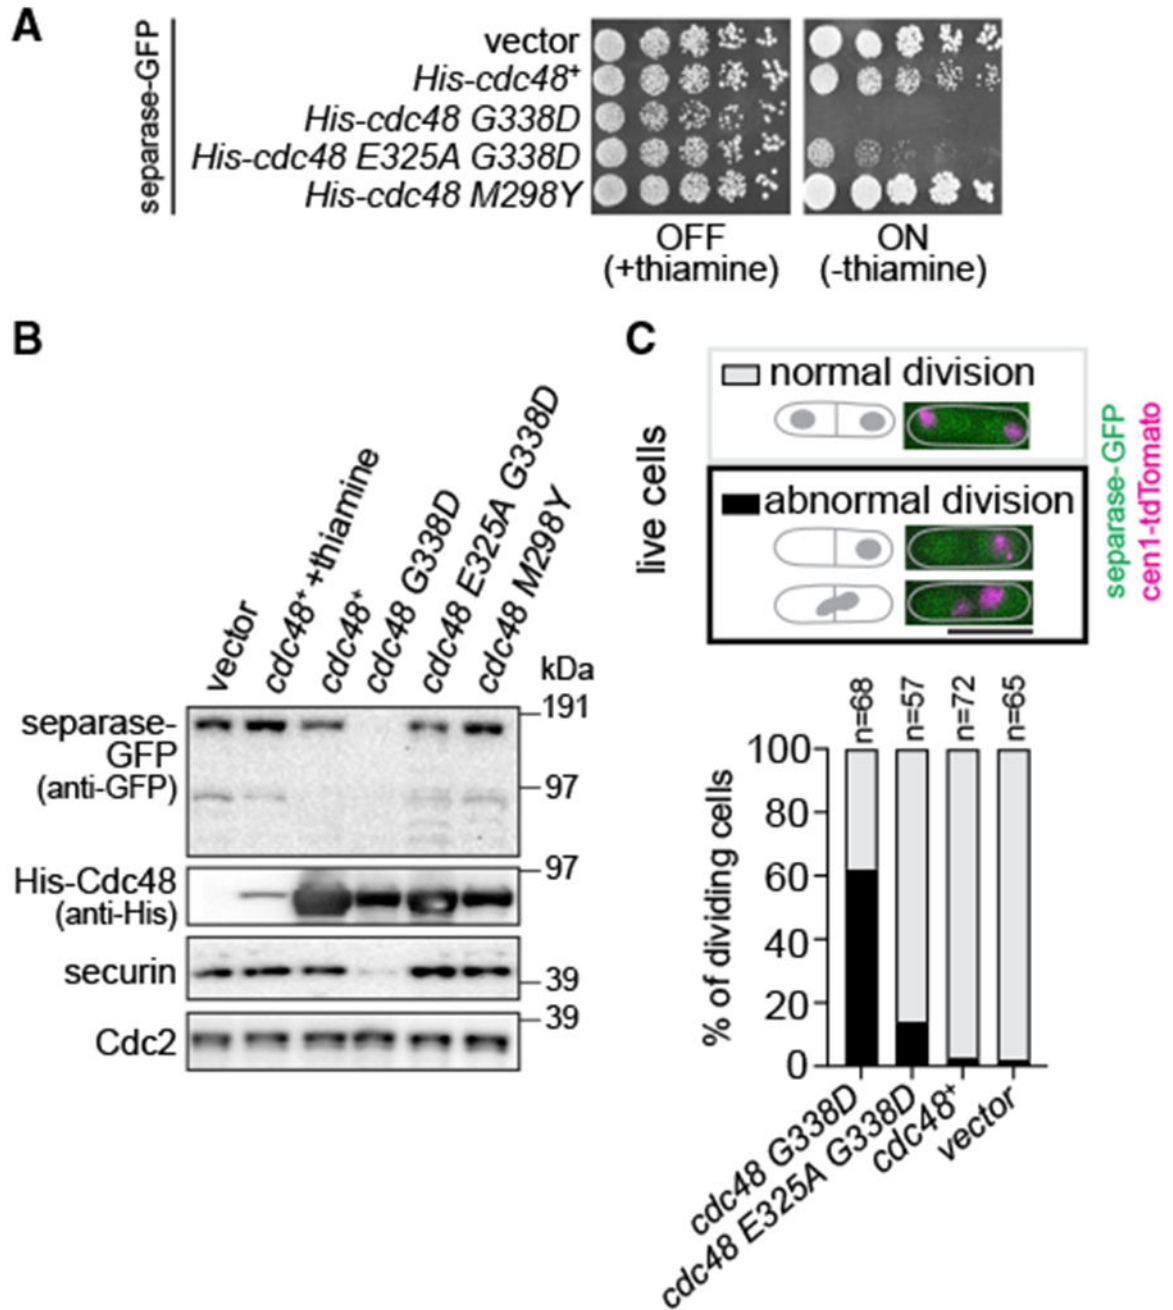 A
separase-GFP
vector
His-cdc48+
His-cdc48 G338D
His-cdc48 E325A G338D
His-cdc48 M298Y
OFF
(+thiamine)
ON
(-thiamine)
B
vector
cdc48+ +thiamine
cdc48+
cdc48 G338D
cdc48 E325A G338D
cdc48 M298Y
kDa
separase-
GFP
(anti-GFP)
191
97
His-Cdc48
(anti-His)
97
securin
39
Cdc2
39
C
live cells
normal division
abnormal division
separase-GFP
cen1-tdTomato
n=68
n=57
n=72
n=65
% of dividing cells
100
80
60
40
20
0
cdc48 G338D
cdc48 E325A G338D
cdc48+
vector